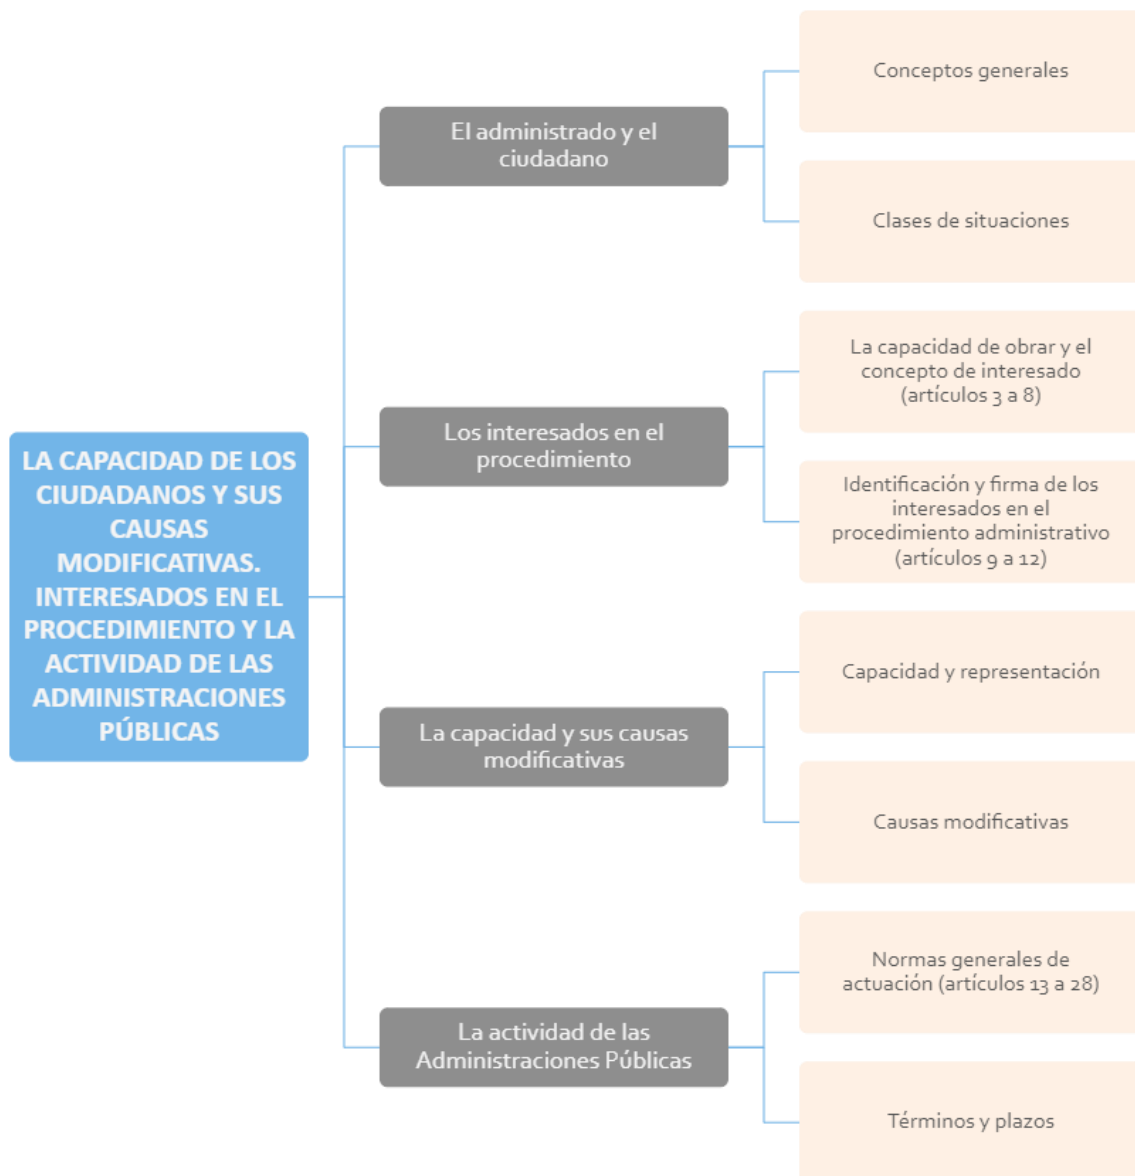 LA CAPACIDAD DE LOS
CIUDADANOS Y SUS
CAUSAS
MODIFICATIVAS.
INTERESADOS EN EL
PROCEDIMIENTO Y LA
ACTIVIDAD DE LAS
ADMINISTRACIONES
PÚBLICAS
El administrado y el
ciudadano
Conceptos generales
Clases de situaciones
Los interesados en el
procedimiento
La capacidad de obrar y el
concepto de interesado
(artículos 3 a 8)
Identificación y firma de los
interesados en el
procedimiento administrativo
(artículos 9 a 12)
La capacidad y sus causas
modificativas
Capacidad y representación
Causas modificativas
La actividad de las
Administraciones Públicas
Normas generales de
actuación (artículos 13 a 28)
Términos y plazos